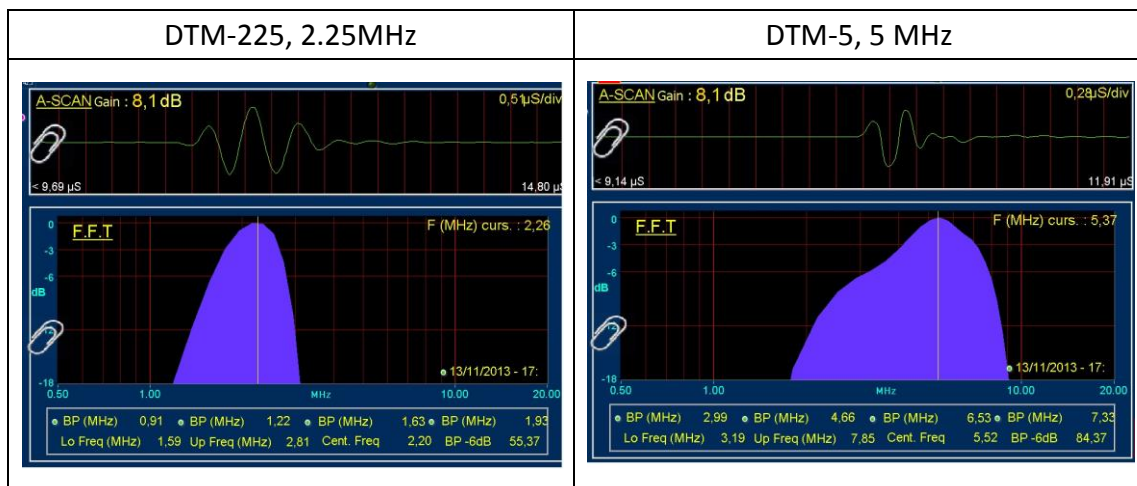 DTM-225, 2.25MHz
A-SCAN Gain : 8,1 dB 0,51µS/div
< 9,69 µS 14,80 µS
F.F.T F (MHz) curs. : 2,26
0
-3
-6
dB
-18
13/11/2013 - 17:
0.50 1.00 MHz 10.00 20.00
BP (MHz) 0,91 BP (MHz) 1,22 BP (MHz) 1,63 BP (MHz) 1,93
Lo Freq (MHz) 1,59 Up Freq (MHz) 2,81 Cent. Freq 2,20 BP -6dB 55,37
DTM-5, 5 MHz
A-SCAN Gain : 8,1 dB 0,28µS/div
< 9,14 µS 11,91 µS
F.F.T F (MHz) curs. : 5,37
0
-3
-6
dB
-18
13/11/2013 - 17:
0.50 1.00 MHz 10.00 20.00
BP (MHz) 2,99 BP (MHz) 4,66 BP (MHz) 6,53 BP (MHz) 7,33
Lo Freq (MHz) 3,19 Up Freq (MHz) 7,85 Cent. Freq 5,52 BP -6dB 84,37